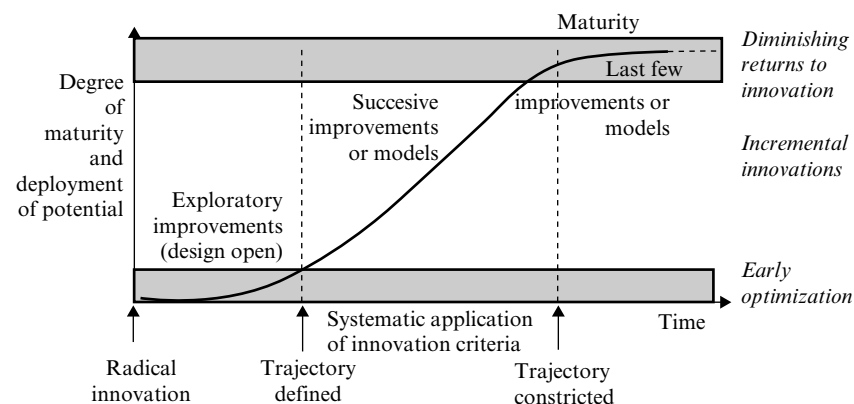 Maturity
Degree
of
maturity
and
deployment
of potential
Exploratory
improvements
(design open)
Succesive
improvements
or models
Last few
improvements or
models
Diminishing
returns to
innovation
Incremental
innovations
Early
optimization
Time
Systematic application
of innovation criteria
Radical
innovation
Trajectory
defined
Trajectory
constricted